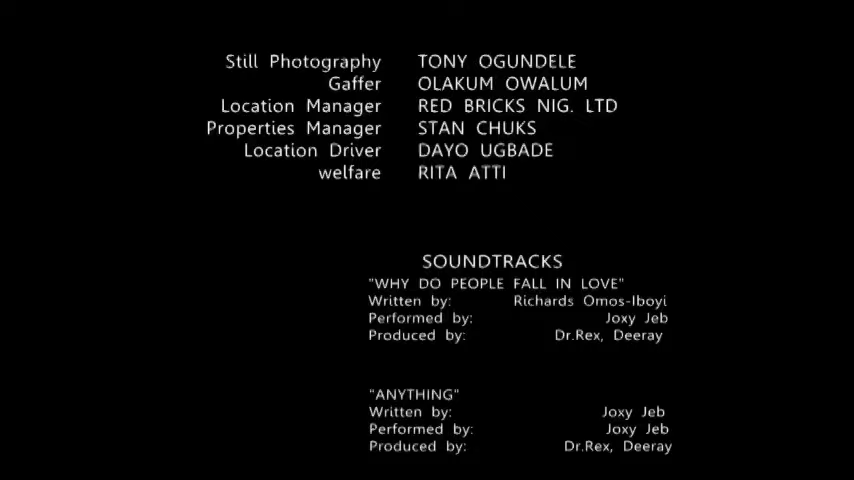 Still Photography TONY OGUNDELE
Gaffer OLAKUM OWALUM
Location Manager RED BRICKS NIG. LTD
Properties Manager STAN CHUKS
Location Driver DAYO UGBADE
welfare RITA ATTI
SOUNDTRACKS
"WHY DO PEOPLE FALL IN LOVE"
Written by: Richards Omos-Iboyi
Performed by: Joxy Jeb
Produced by: Dr.Rex, Deeray
"ANYTHING"
Written by: Joxy Jeb
Performed by: Joxy Jeb
Produced by: Dr.Rex, Deeray